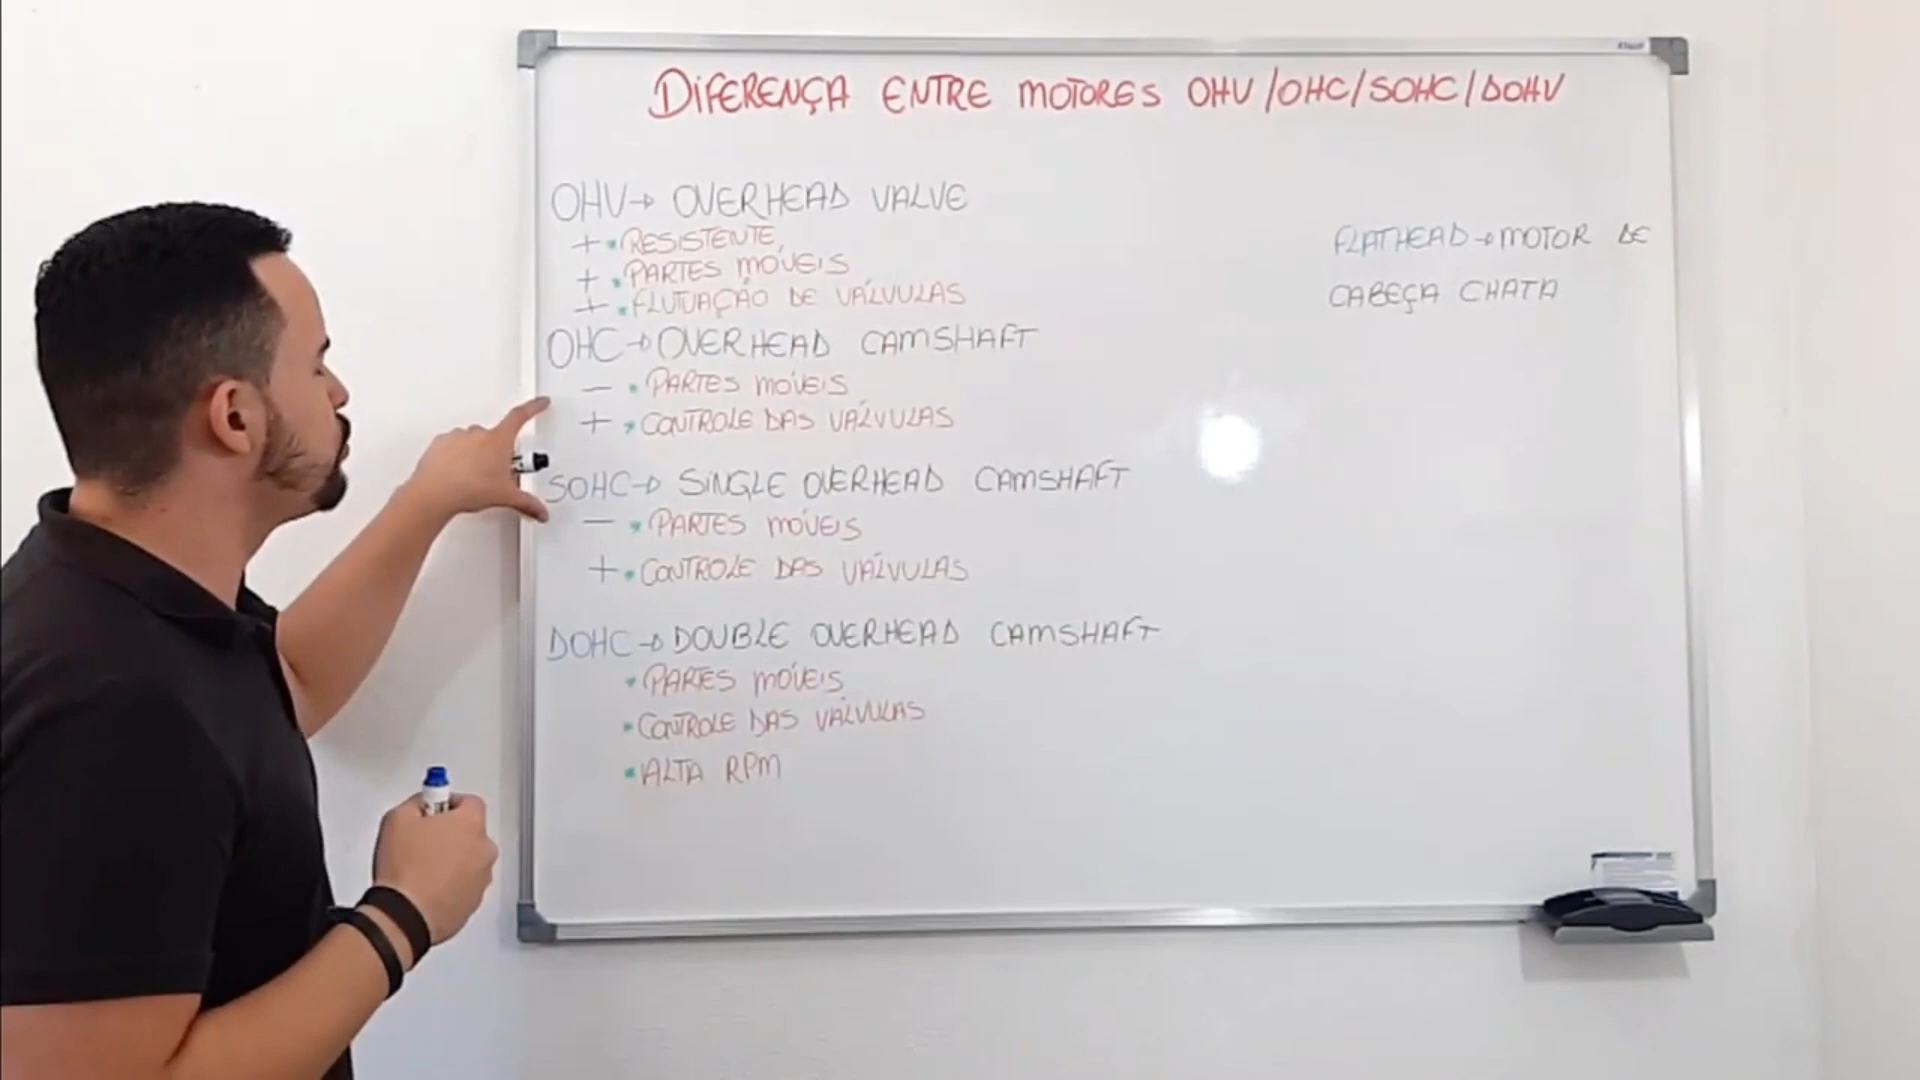 DIFERENÇA ENTRE MOTORES OHV/OHC/SOHC/DOHV
OHV→ OVERHEAD VALVE
+ • RESISTENTE
+ • PARTES MÓVEIS
+ • FLUTUAÇÃO DE VÁLVULAS
OHC→OVERHEAD CAMSHAFT
− • PARTES MÓVEIS
+ • CONTROLE DAS VÁLVULAS
SOHC→ SINGLE OVERHEAD CAMSHAFT
− • PARTES MÓVEIS
+ • CONTROLE DAS VÁLVULAS
DOHC→DOUBLE OVERHEAD CAMSHAFT
• PARTES MÓVEIS
• CONTROLE DAS VÁLVULAS
• ALTA RPM
FLATHEAD→MOTOR DE
CABEÇA CHATA